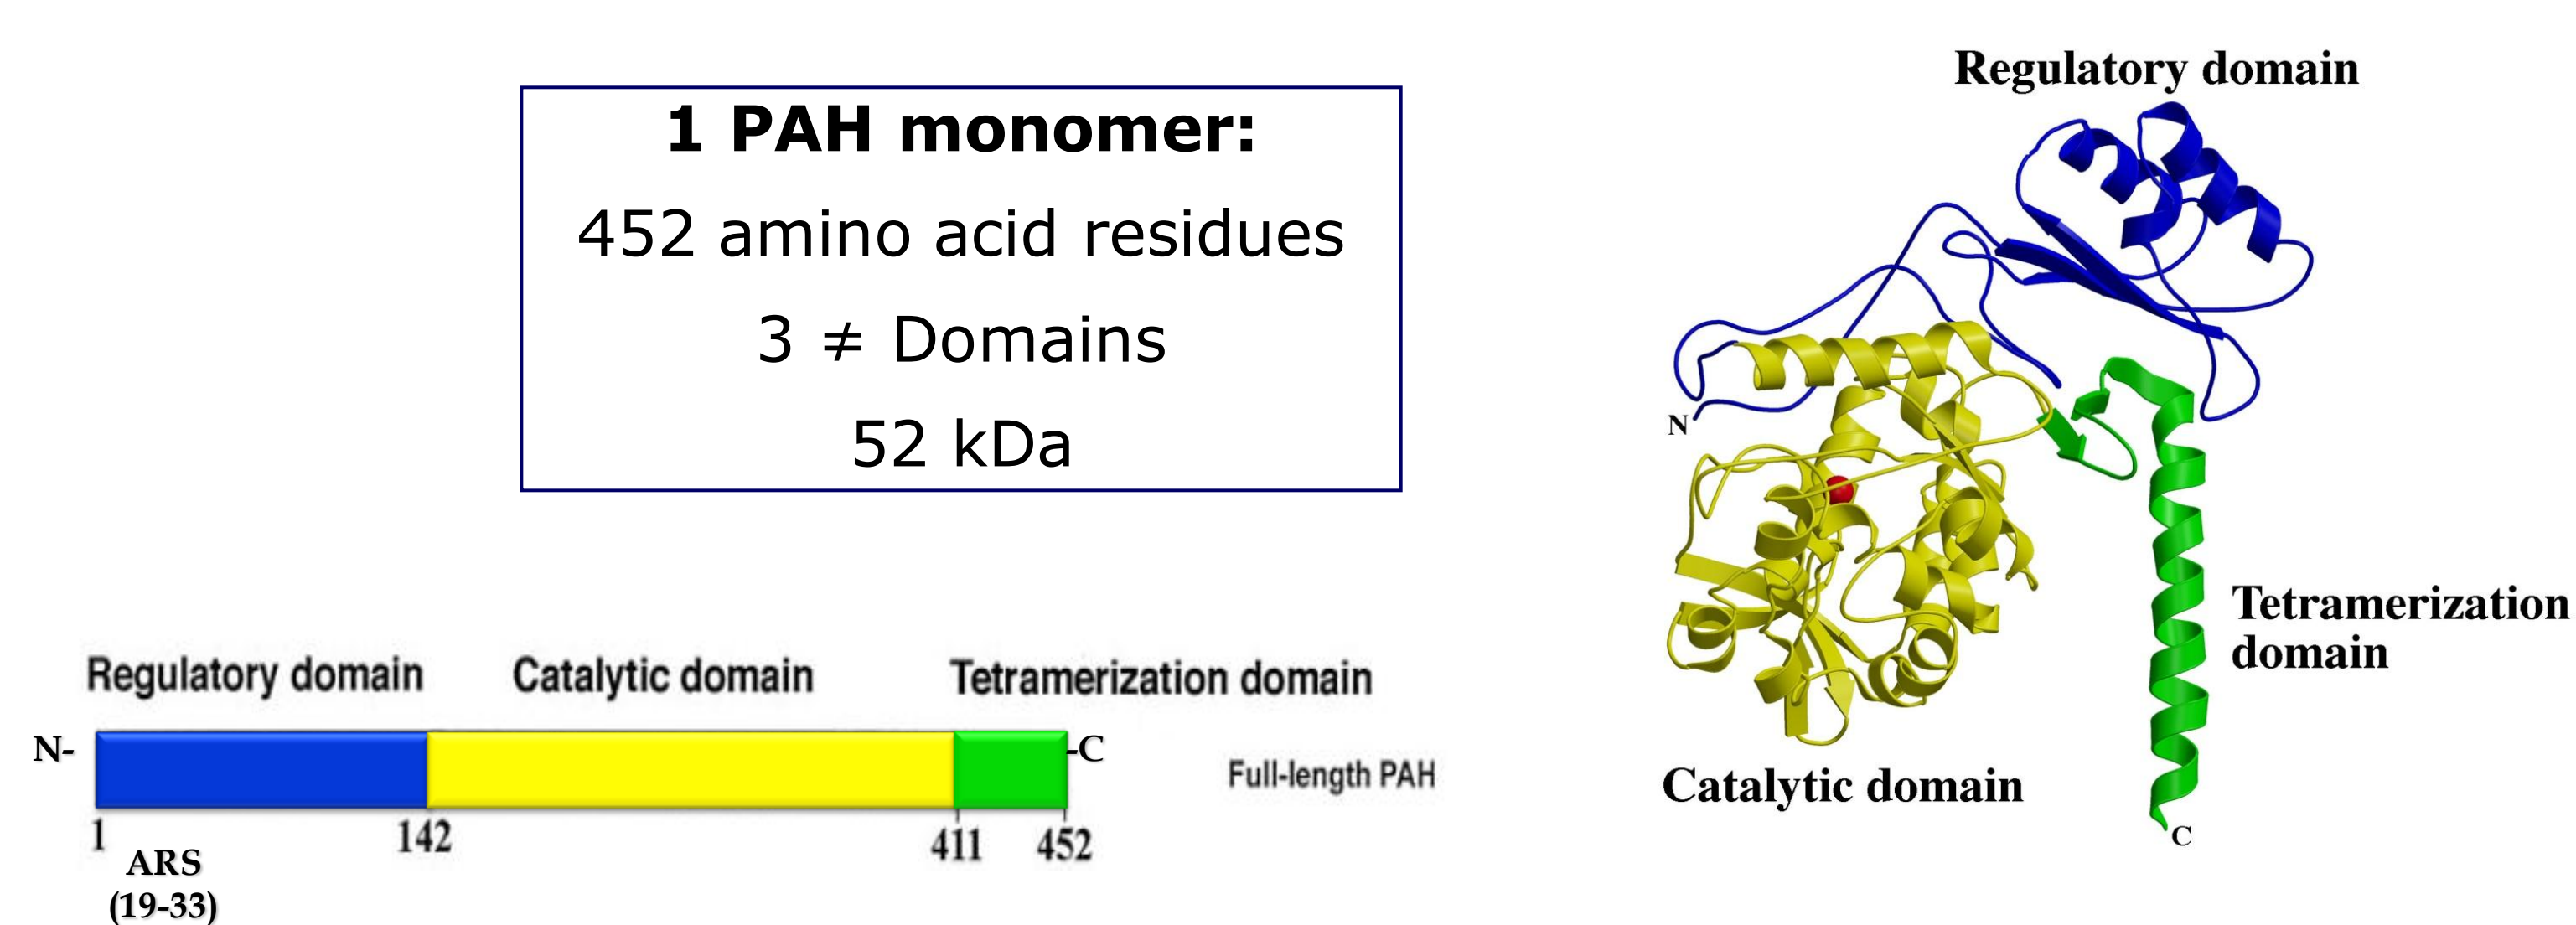 1 PAH monomer:
452 amino acid residues
3 ≠ Domains
52 kDa
Regulatory domain
Catalytic domain
Tetramerization domain
N-
-C
Full-length PAH
1
142
411
452
ARS
(19-33)
Regulatory domain
N
Tetramerization
domain
Catalytic domain
C